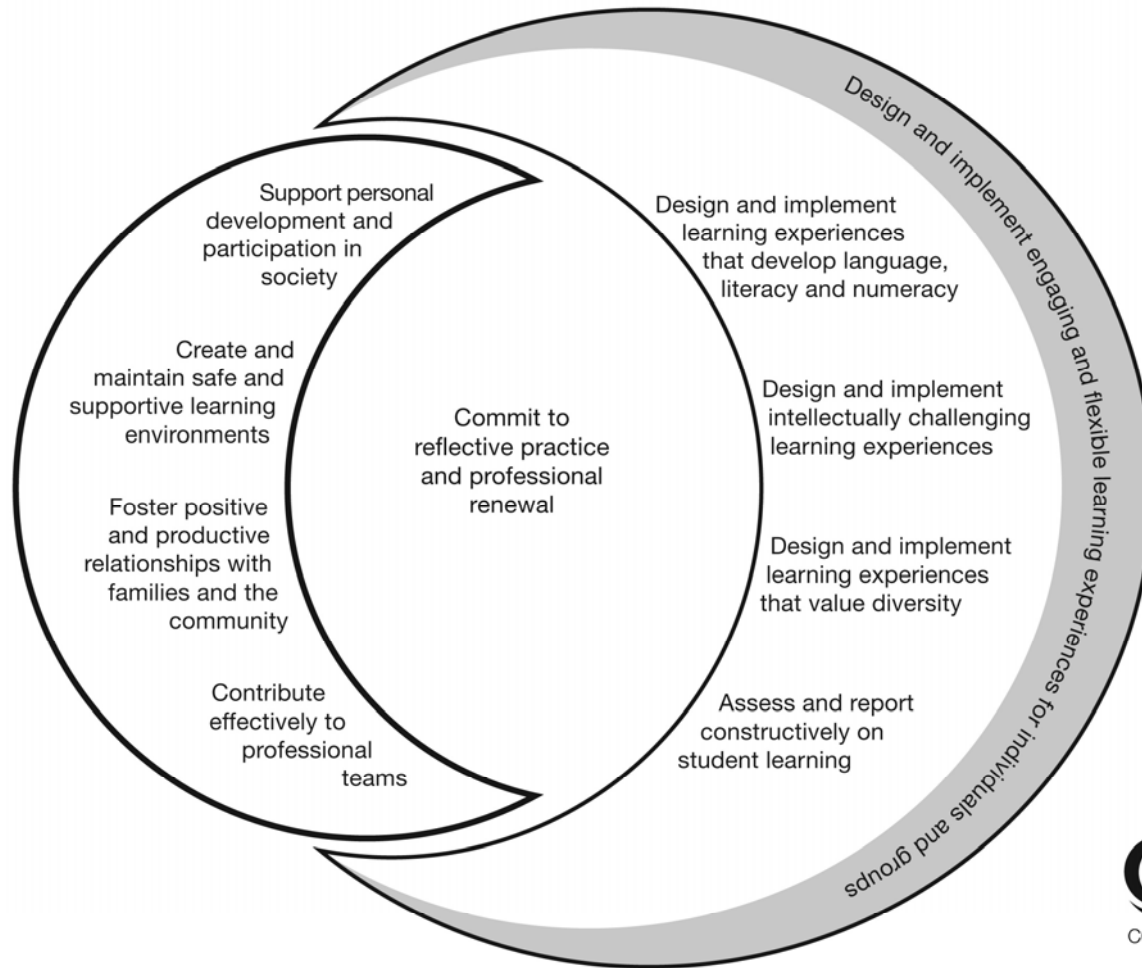 Support personal
development and
participation in
society
Create and
maintain safe and
supportive learning
environments
Foster positive
and productive
relationships with
families and the
community
Contribute
effectively to
professional
teams
Commit to
reflective practice
and professional
renewal
Design and implement
learning experiences
that develop language,
literacy and numeracy
Design and implement
intellectually challenging
learning experiences
Design and implement
learning experiences
that value diversity
Assess and report
constructively on
student learning
Design and implement engaging and flexible learning experiences for individuals and groups